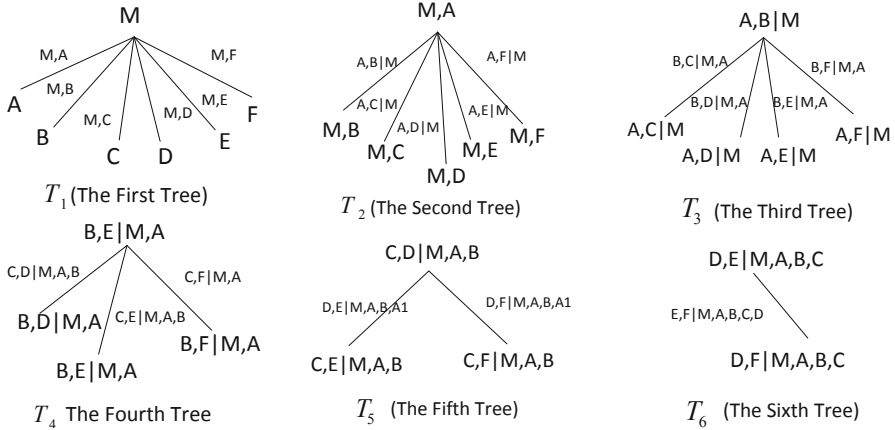 M
M,A
M,B
M,C
M,D
M,E
M,F
A
B
C
D
E
F
T1 (The First Tree)
M,A
A,B|M
A,C|M
A,D|M
A,E|M
A,F|M
M,B
M,C
M,D
M,E
M,F
T2 (The Second Tree)
A,B|M
B,C|M,A
B,D|M,A
B,E|M,A
B,F|M,A
A,C|M
A,D|M
A,E|M
A,F|M
T3 (The Third Tree)
B,E|M,A
C,D|M,A,B
C,E|M,A,B
C,F|M,A
B,D|M,A
B,E|M,A
B,F|M,A
T4 The Fourth Tree
C,D|M,A,B
D,E|M,A,B,A1
D,F|M,A,B,A1
C,E|M,A,B
C,F|M,A,B
T5 (The Fifth Tree)
D,E|M,A,B,C
E,F|M,A,B,C,D
D,F|M,A,B,C
T6 (The Sixth Tree)